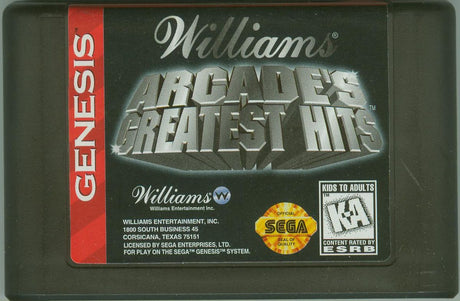 GENESIS
Williams®
ARCADE'S
GREATEST HITS™
Williams W
Williams Entertainment Inc.
WILLIAMS ENTERTAINMENT, INC.
1800 SOUTH BUSINESS 45
CORSICANA, TEXAS 75151
LICENSED BY SEGA ENTERPRISES, LTD.
FOR PLAY ON THE SEGA™ GENESIS™ SYSTEM.
OFFICIAL
SEGA
SEAL OF
QUALITY
KIDS TO ADULTS
K-A
CONTENT RATED BY
ESRB